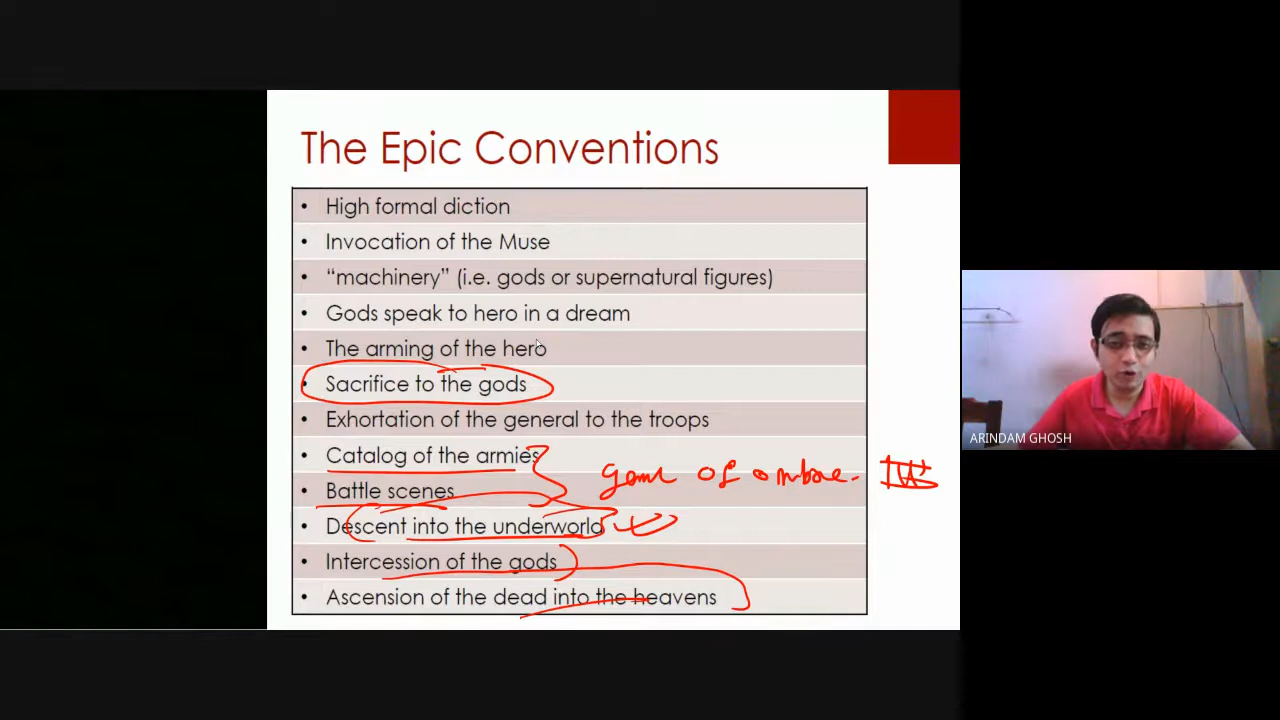 The Epic Conventions
• High formal diction
• Invocation of the Muse
• “machinery” (i.e. gods or supernatural figures)
• Gods speak to hero in a dream
• The arming of the hero
• Sacrifice to the gods
• Exhortation of the general to the troops
• Catalog of the armies
• Battle scenes
game of ombre.
• Descent into the underworld
• Intercession of the gods
• Ascension of the dead into the heavens
ARINDAM GHOSH